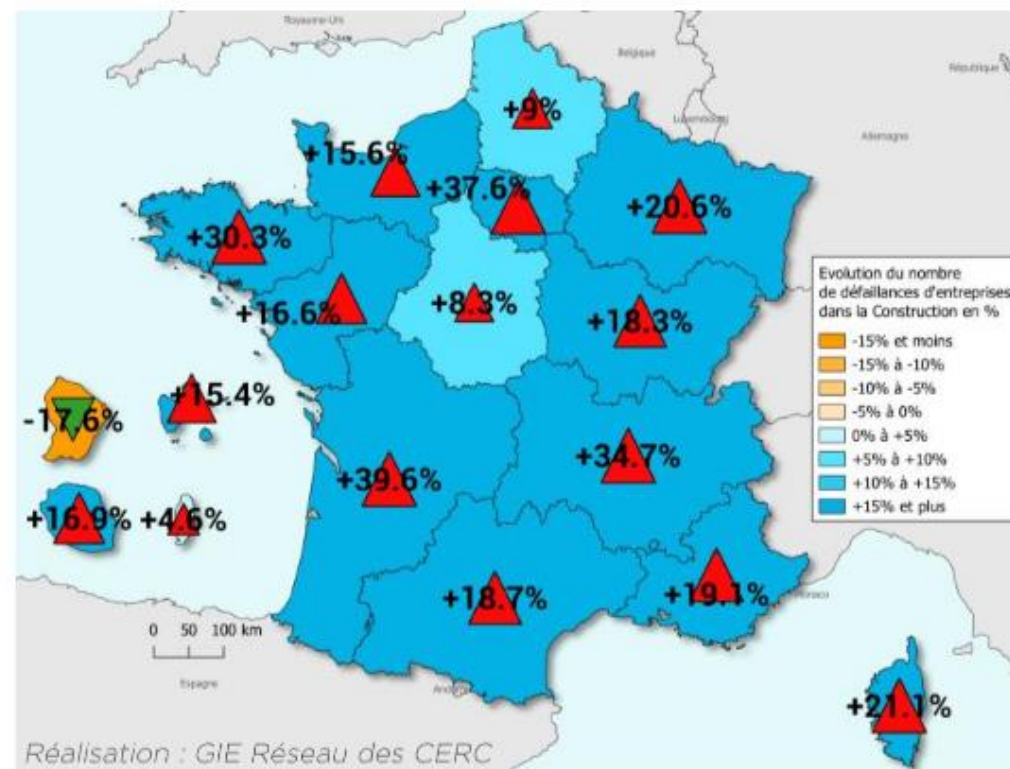 Royaume-Uni
Belgique
République
Luxembourg
Allemagne
+9%
+15.6%
+37.6%
+20.6%
+30.3%
+16.6%
+8.3%
+18.3%
Evolution du nombre
de défaillances d'entreprises
dans la Construction en %
-15% et moins
-15% à -10%
-10% à -5%
-5% à 0%
0% à +5%
+5% à +10%
+10% à +15%
+15% et plus
+15.4%
-17.6%
+39.6%
+34.7%
+16.9%
+4.6%
+18.7%
+19.1%
Monaco
0 50 100 km
Espagne
Andorre
+21.1%
Réalisation : GIE Réseau des CERC